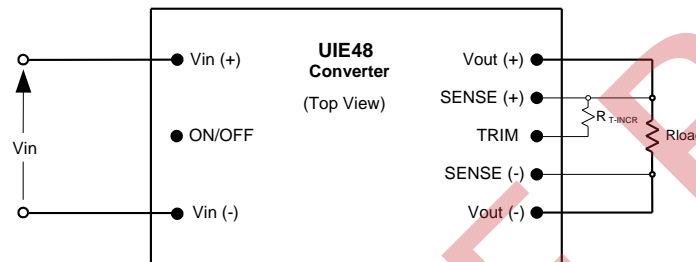 UIE48
Converter
(Top View)
Vin (+)
ON/OFF
Vin (-)
Vin
Vout (+)
SENSE (+)
TRIM
SENSE (-)
Vout (-)
R T-INCR
Rload